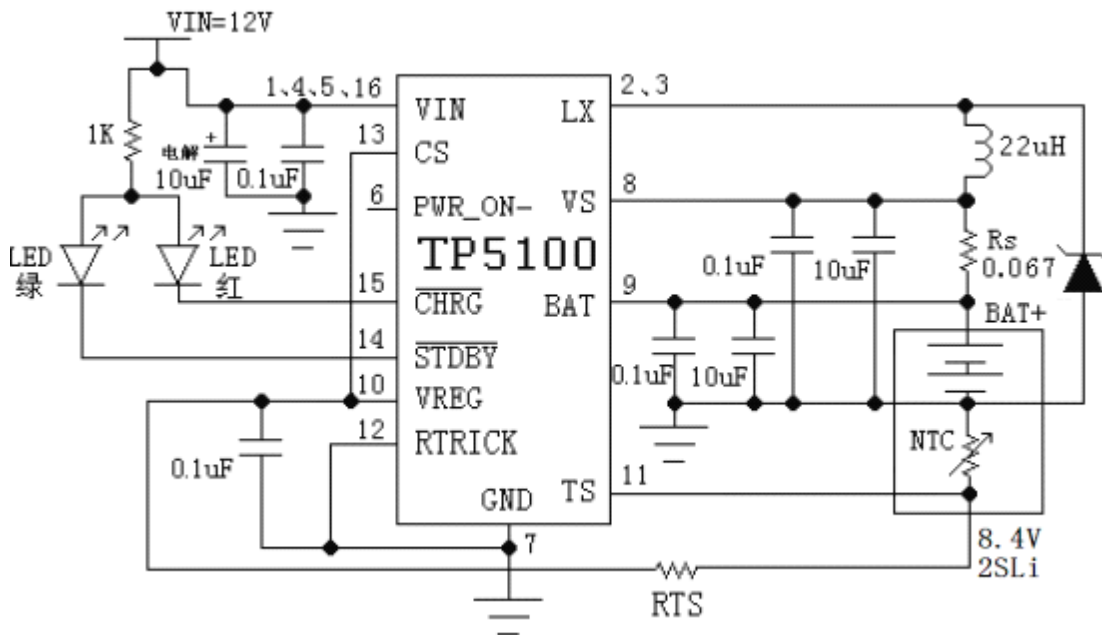 VIN=12V
1、4、5、16
2、3
VIN
LX
1K
电解
10uF
+
0.1uF
13
CS
22uH
6
PWR_ON-
8
VS
TP5100
LED
绿
LED
红
0.1uF
10uF
Rs
0.067
15
CHRG
9
BAT
BAT+
14
STDBY
0.1uF
10uF
10
VREG
12
RTRICK
NTC
0.1uF
11
TS
GND
7
8.4V
2SLi
RTS